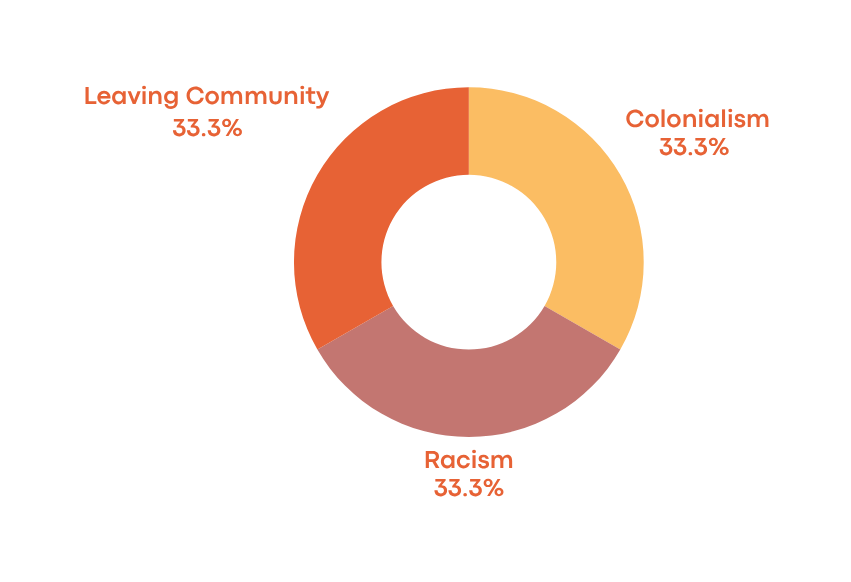 Leaving Community
33.3%
Colonialism
33.3%
Racism
33.3%